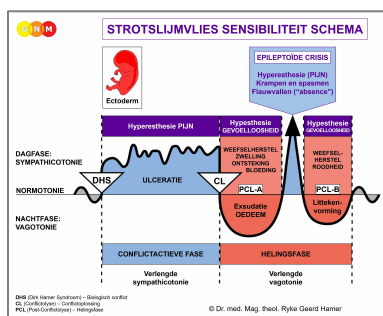 GNM
STROTSLIJMVLIES SENSIBILITEIT SCHEMA
EPILEPTOÏDE CRISIS
Hyperesthesie (PIJN)
Krampen en spasmen
Flauwvallen ("absence")
Ectoderm
Hyperesthesie PIJN
Hypesthesie
GEVOELLOOSHEID
Hypesthesie
GEVOELLOOSHEID
DAGFASE:
SYMPATHICOTONIE
WEEFSELHERSTEL
ZWELLING
ONTSTEKING
BLOEDING
WEEFSEL-
HERSTEL
ROODHEID
DHS
ULCERATIE
CL
NORMOTONIE
PCL-A
PCL-B
NACHTFASE:
VAGOTONIE
Exsudatie
OEDEEM
Litteken-
vorming
CONFLICTACTIEVE FASE
HELINGSFASE
Verlengde
sympathicotonie
Verlengde
vagotonie
DHS (Dirk Hamer Syndroom) – Biologisch conflict
CL (Conflictolyse) – Conflictoplossing
PCL (Post-Conflictolyse) – Helingsfase
© Dr. med. Mag. theol. Ryke Geerd Hamer